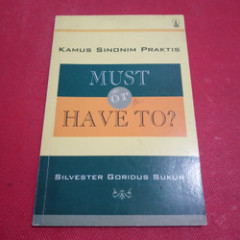 KAMUS SINONIM PRAKTIS
MUST
or
HAVE TO?
SILVESTER GORIDUS SUKUR